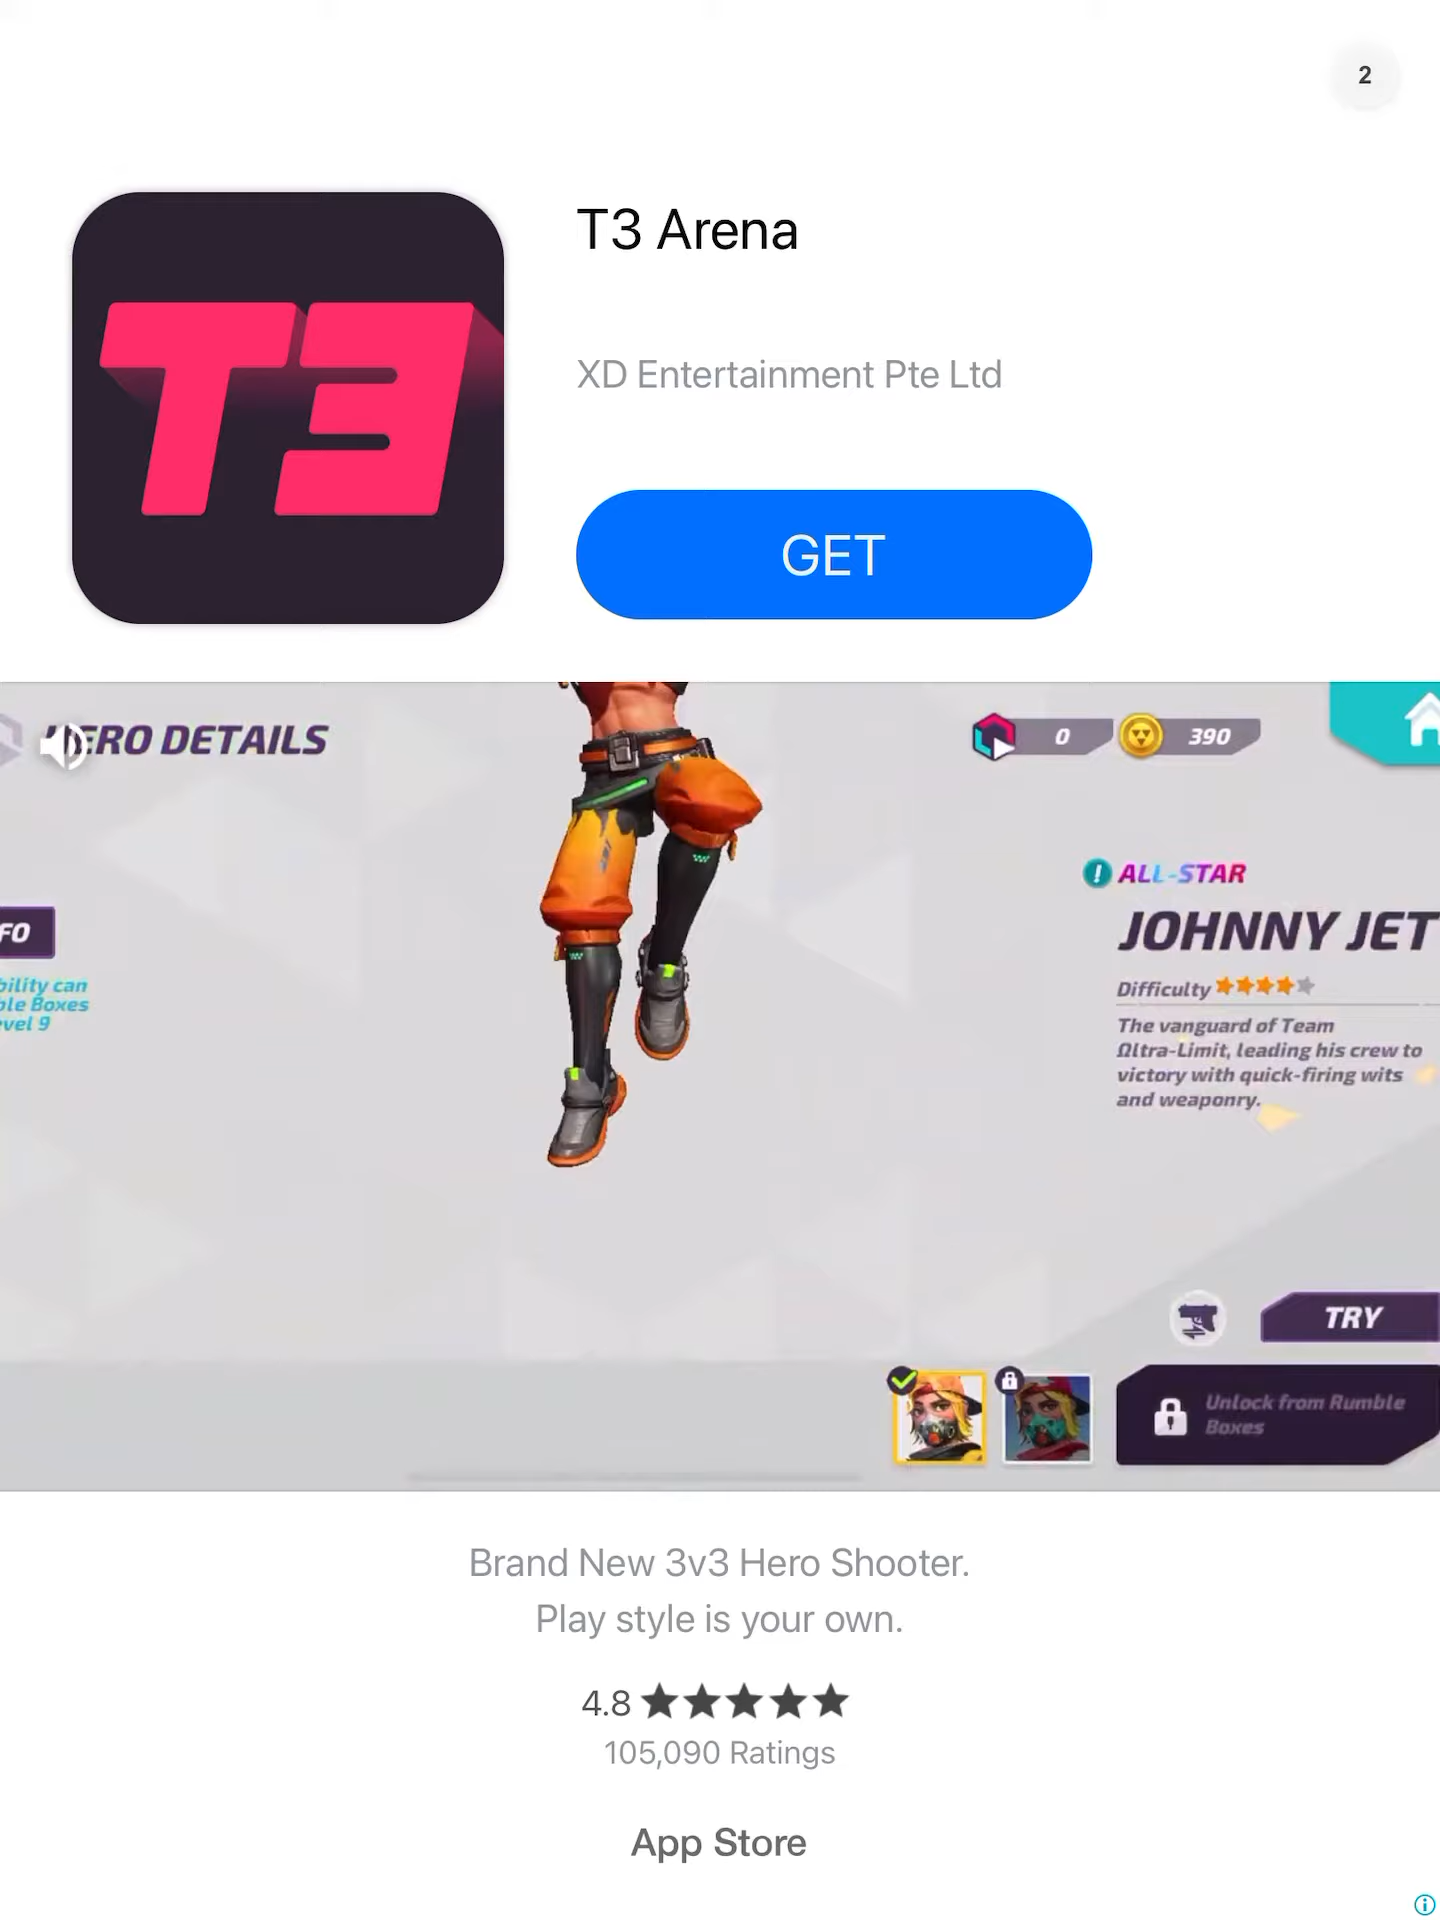 2
T3
T3 Arena
XD Entertainment Pte Ltd
GET
HERO DETAILS
0
390
ALL-STAR
JOHNNY JET
FO
bility can
ble Boxes
vel 9
Difficulty
The vanguard of Team
Ωltra-Limit, leading his crew to
victory with quick-firing wits
and weaponry.
TRY
Unlock from Rumble
Boxes
Brand New 3v3 Hero Shooter.
Play style is your own.
4.8
105,090 Ratings
App Store